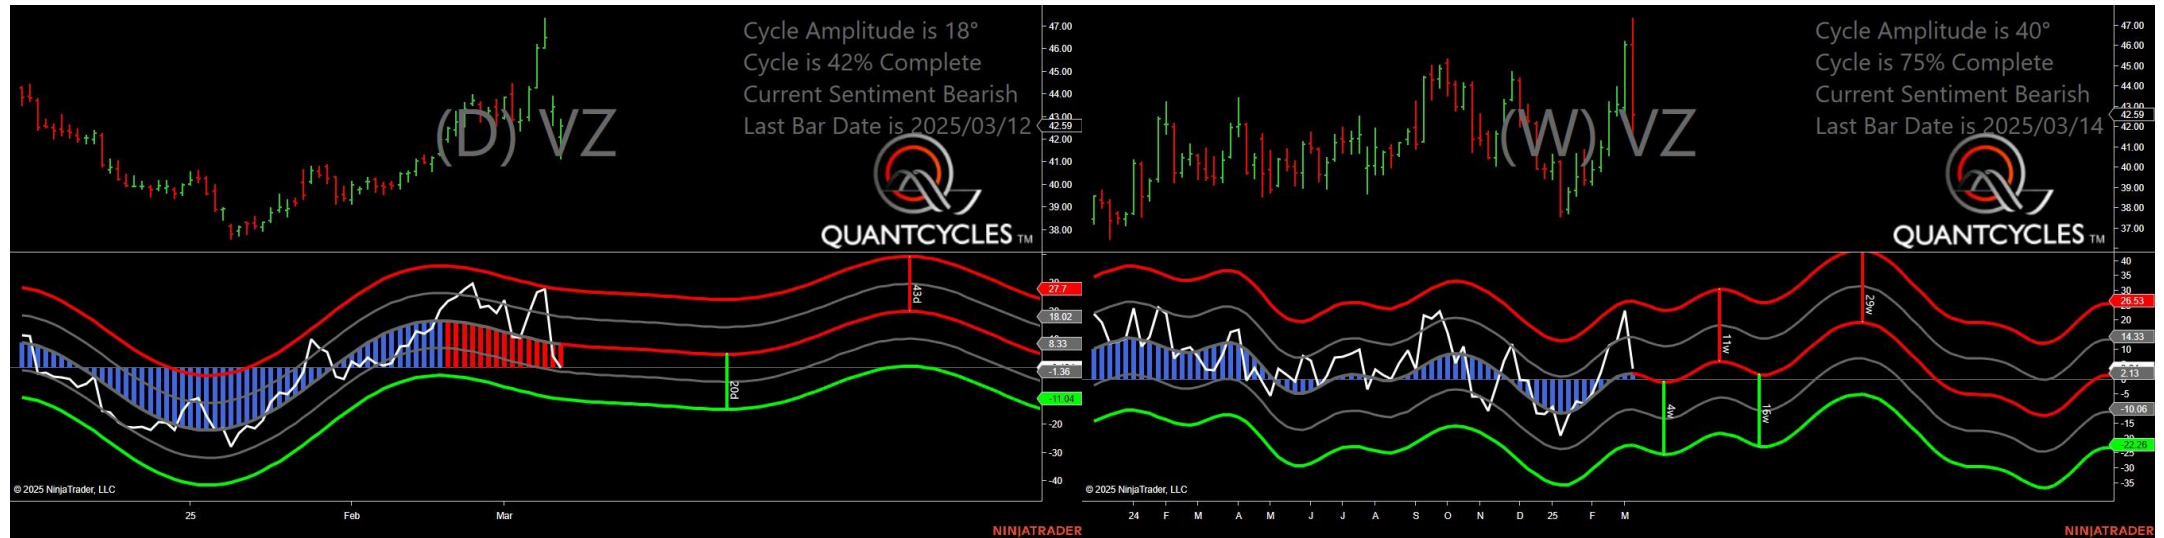 Cycle Amplitude is 18°
Cycle is 42% Complete
Current Sentiment Bearish
Last Bar Date is 2025/03/12
(D) VZ
QUANTCYCLES TM
47.00
46.00
45.00
44.00
43.00
42.59
42.00
41.00
40.00
39.00
38.00
27.7
18.02
8.33
-1.36
-11.04
-20
-30
-40
43d
20d
© 2025 NinjaTrader, LLC
25
Feb
Mar
NINJATRADER
Cycle Amplitude is 40°
Cycle is 75% Complete
Current Sentiment Bearish
Last Bar Date is 2025/03/14
(W) VZ
QUANTCYCLES TM
47.00
46.00
45.00
44.00
43.00
42.59
42.00
41.00
40.00
39.00
38.00
37.00
40
35
30
26.53
20
14.33
10
2.13
-5
-10.06
-15
-22.26
-25
-30
-35
11w
29w
4w
16w
© 2025 NinjaTrader, LLC
24 F M A M J J A S O N D 25 F M
NINJATRADER